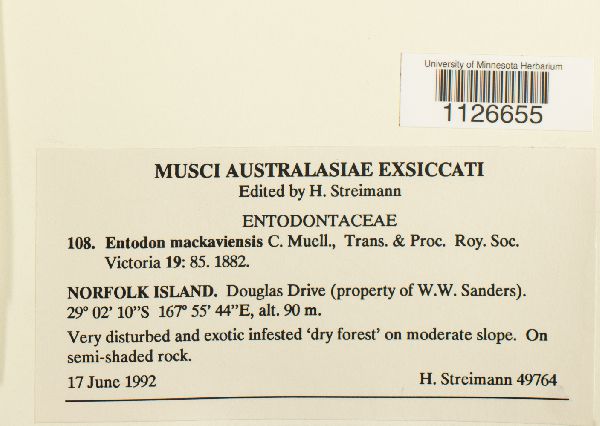 University of Minnesota Herbarium
1126655
MUSCI AUSTRALASIAE EXSICCATI
Edited by H. Streimann
ENTODONTACEAE
108. Entodon mackaviensis C. Muell., Trans. & Proc. Roy. Soc.
Victoria 19: 85. 1882.
NORFOLK ISLAND. Douglas Drive (property of W.W. Sanders).
29° 02' 10"S 167° 55' 44"E, alt. 90 m.
Very disturbed and exotic infested 'dry forest' on moderate slope. On
semi-shaded rock.
17 June 1992 H. Streimann 49764